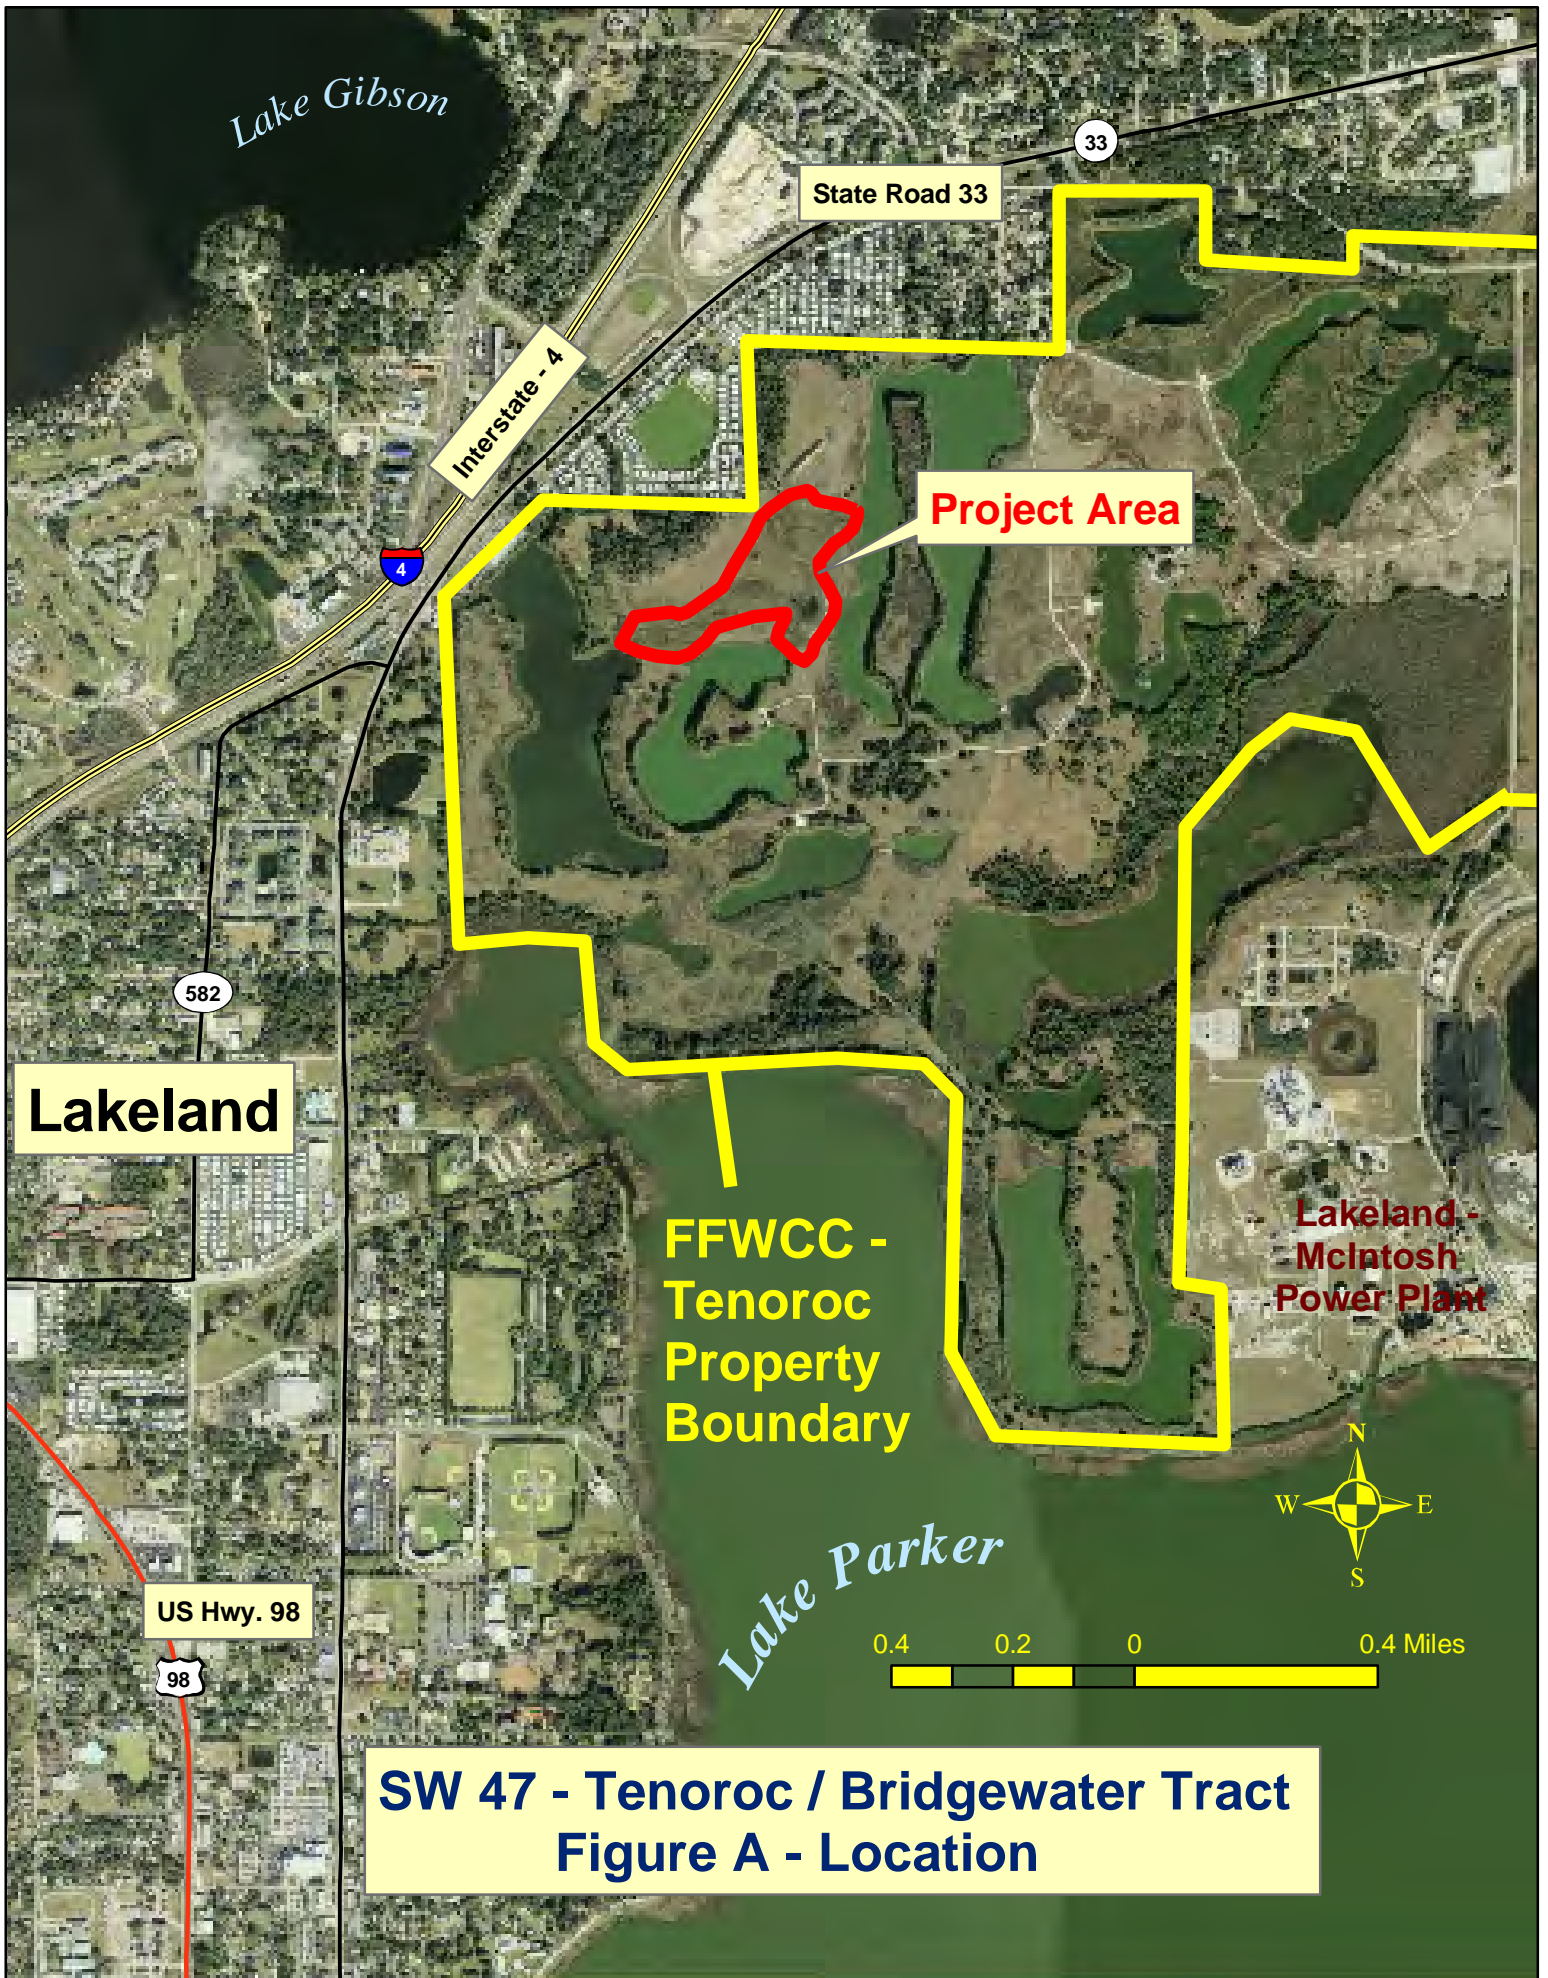 Lake Gibson
33
State Road 33
Interstate - 4
Project Area
4
582
Lakeland
FFWCC -
Tenoroc
Property
Boundary
Lakeland -
McIntosh
Power Plant
N
W
E
S
Lake Parker
US Hwy. 98
98
0.4
0.2
0
0.4 Miles
SW 47 - Tenoroc / Bridgewater Tract
Figure A - Location